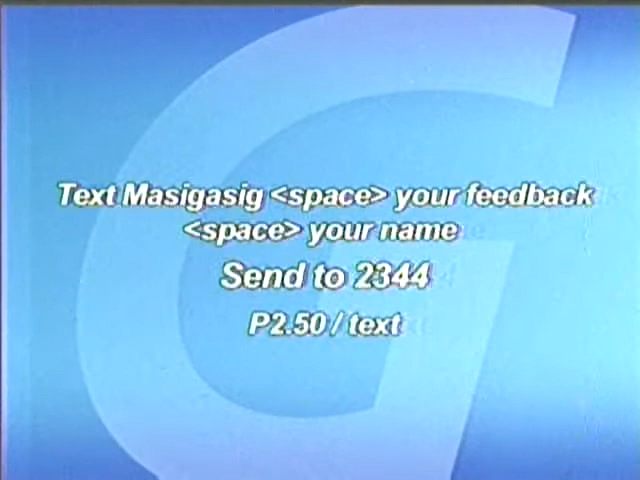 Text Masigasig <space> your feedback
<space> your name
Send to 2344
P2.50 / text